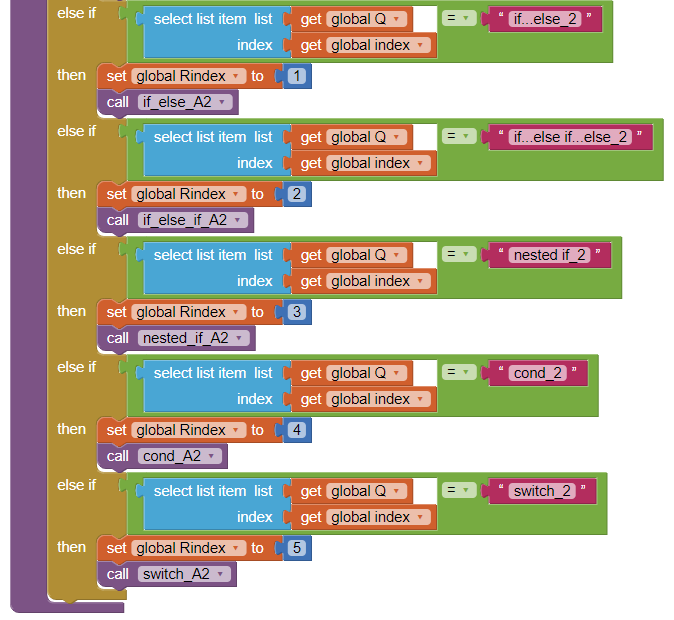 else if select list item list get global Q = “ if...else_2 ”
index get global index
then set global Rindex to 1
call if_else_A2
else if select list item list get global Q = “ if...else if...else_2 ”
index get global index
then set global Rindex to 2
call if_else_if_A2
else if select list item list get global Q = “ nested if_2 ”
index get global index
then set global Rindex to 3
call nested_if_A2
else if select list item list get global Q = “ cond_2 ”
index get global index
then set global Rindex to 4
call cond_A2
else if select list item list get global Q = “ switch_2 ”
index get global index
then set global Rindex to 5
call switch_A2